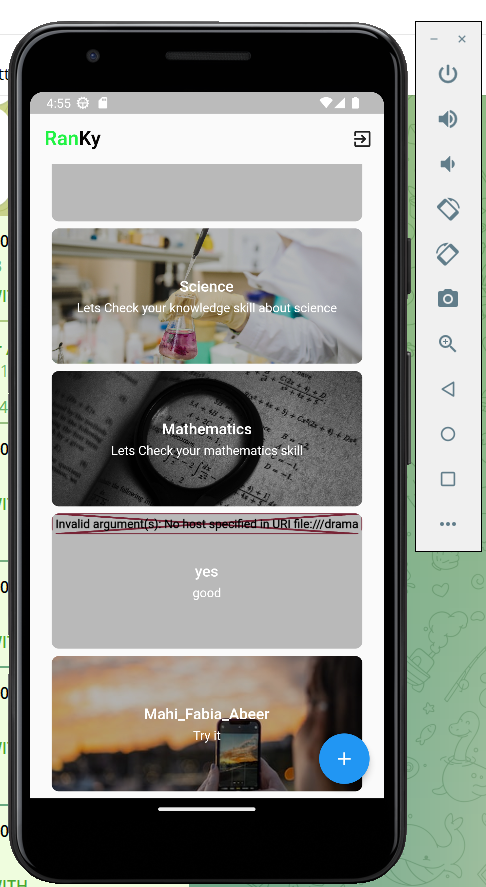 4:55
RanKy
Science
Lets Check your knowledge skill about science
Mathematics
Lets Check your mathematics skill
Invalid argument(s): No host specified in URI file:///drama
yes
good
Mahi_Fabia_Abeer
Try it